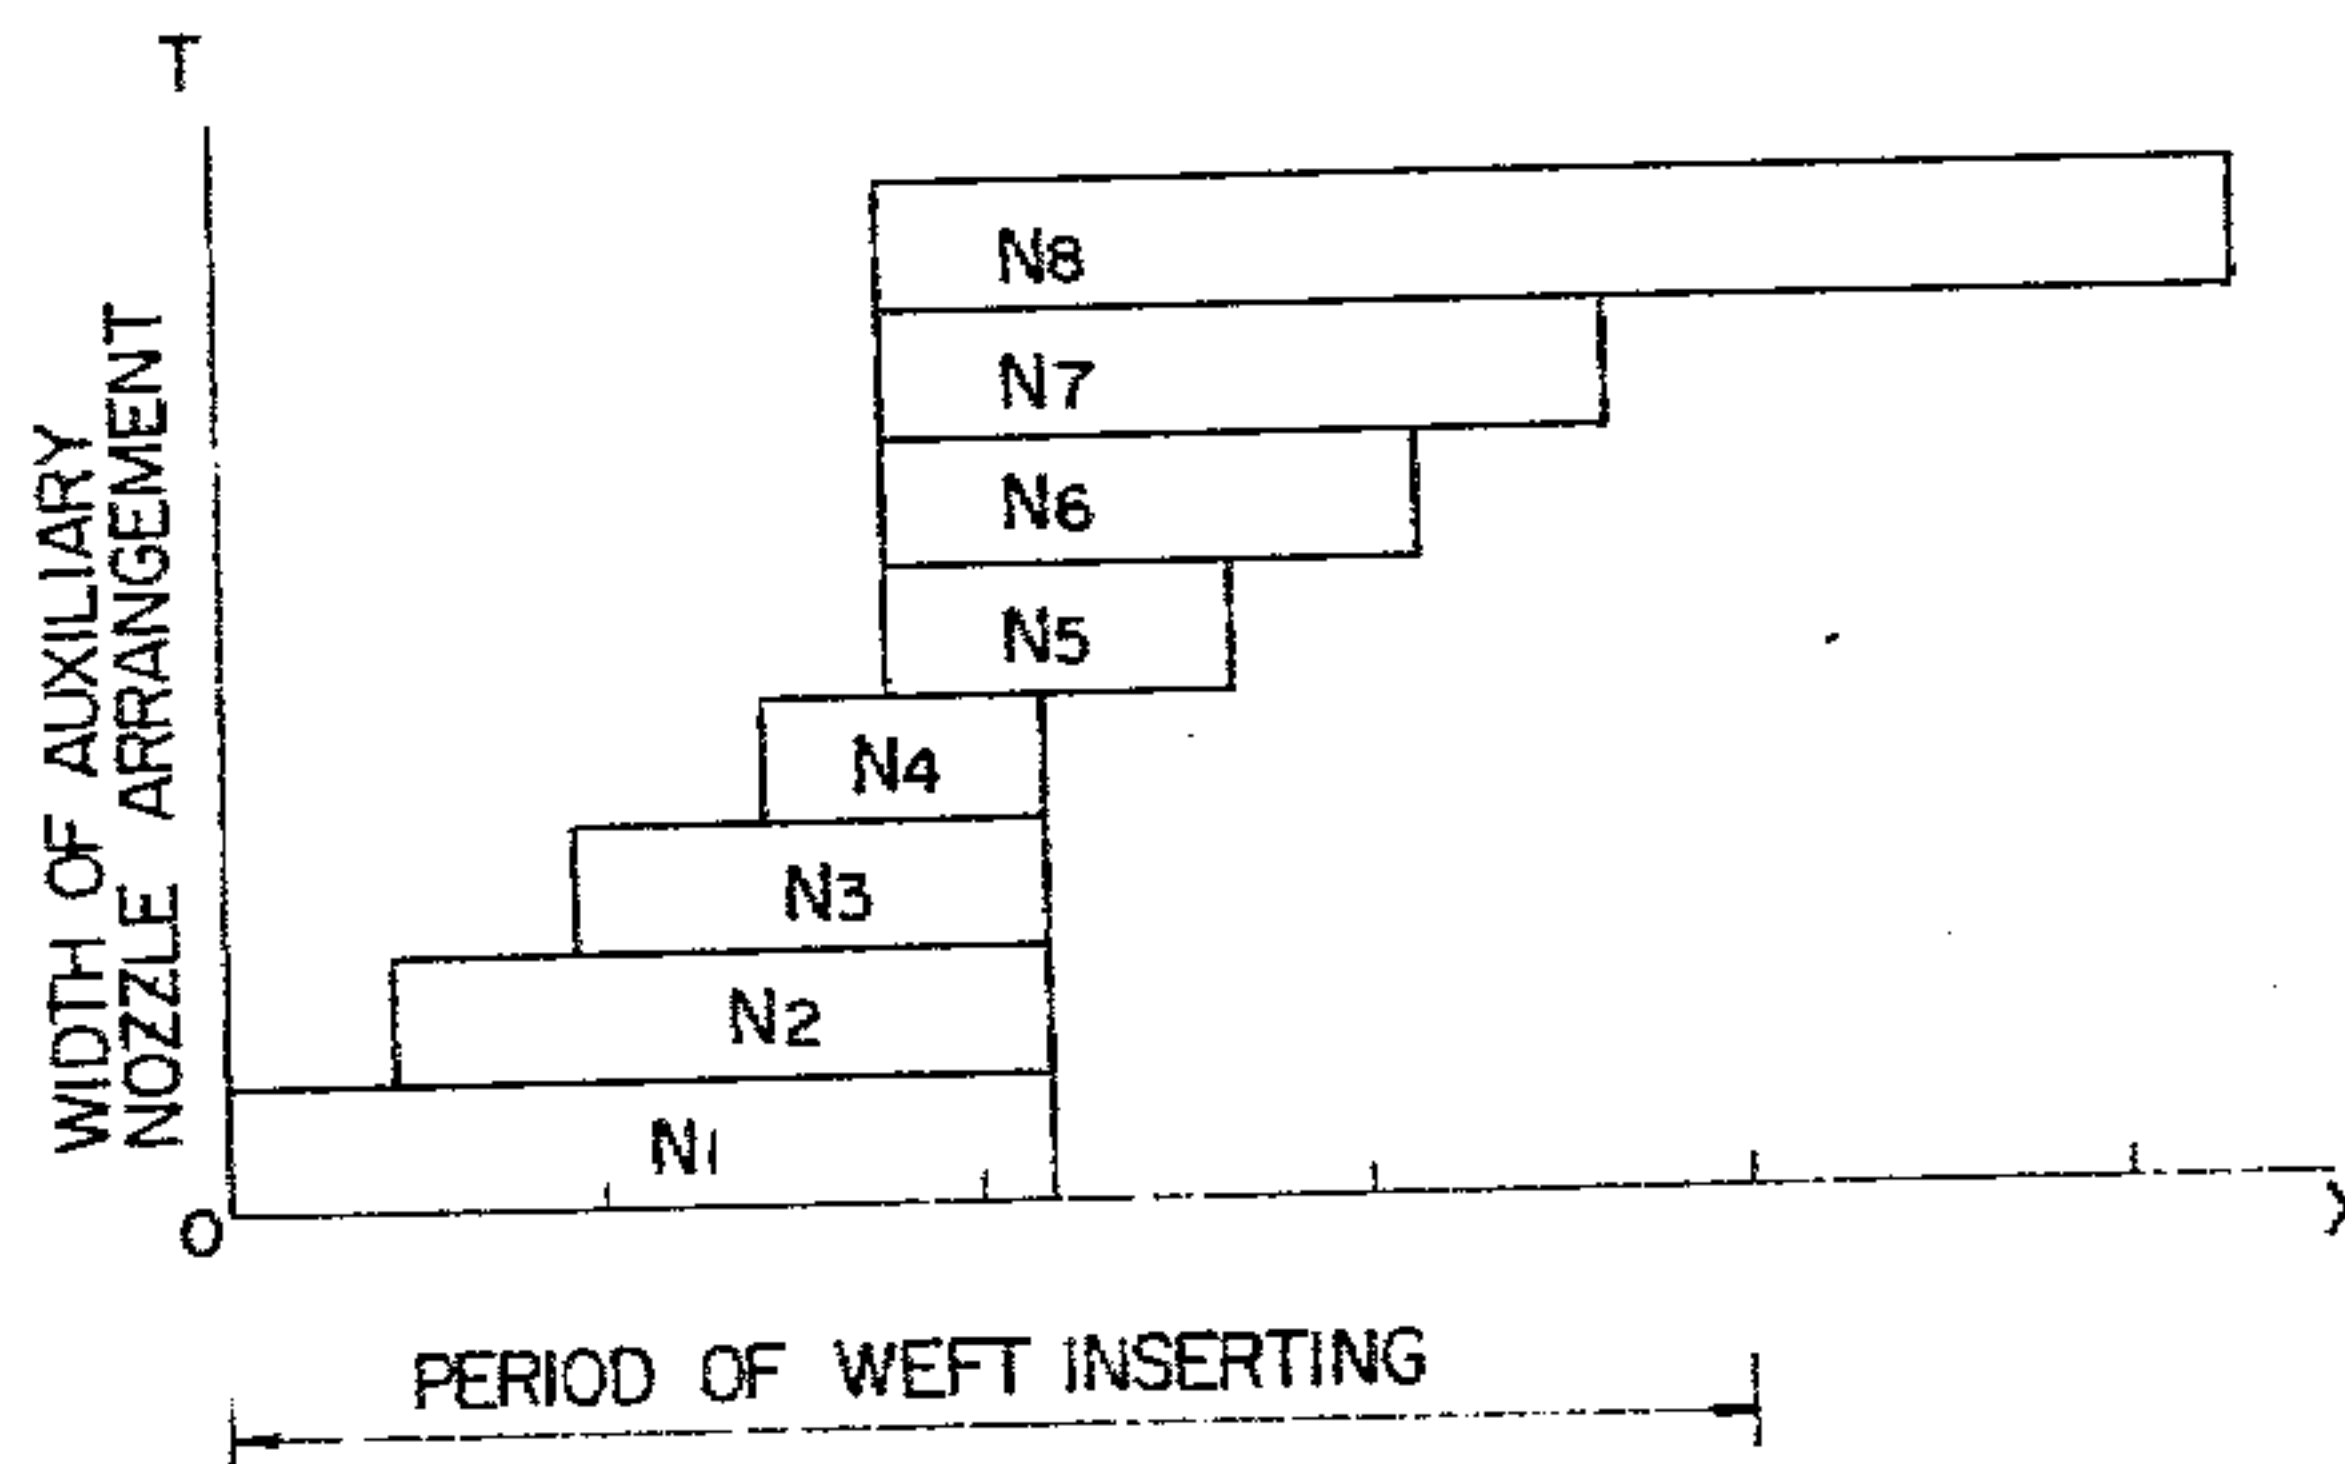 T
WIDTH OF AUXILIARY
NOZZLE ARRANGEMENT
N8
N7
N6
N5
N4
N3
N2
N1
O
PERIOD OF WEFT INSERTING